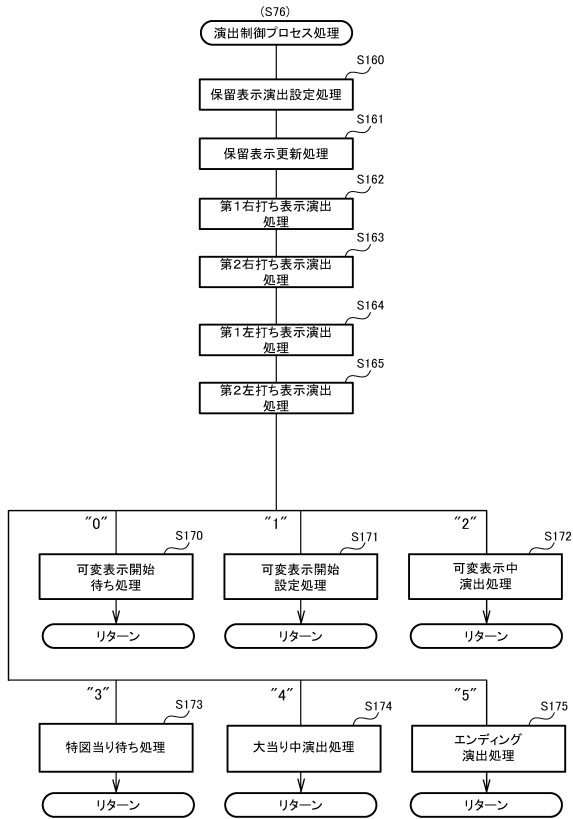 (S76)
演出制御プロセス処理
S160
保留表示演出設定処理
S161
保留表示更新処理
S162
第1右打ち表示演出
処理
S163
第2右打ち表示演出
処理
S164
第1左打ち表示演出
処理
S165
第2左打ち表示演出
処理
"0"
"1"
"2"
S170
S171
S172
可変表示開始
待ち処理
可変表示開始
設定処理
可変表示中
演出処理
リターン
リターン
リターン
"3"
"4"
"5"
S173
S174
S175
特図当り待ち処理
大当り中演出処理
エンディング
演出処理
リターン
リターン
リターン